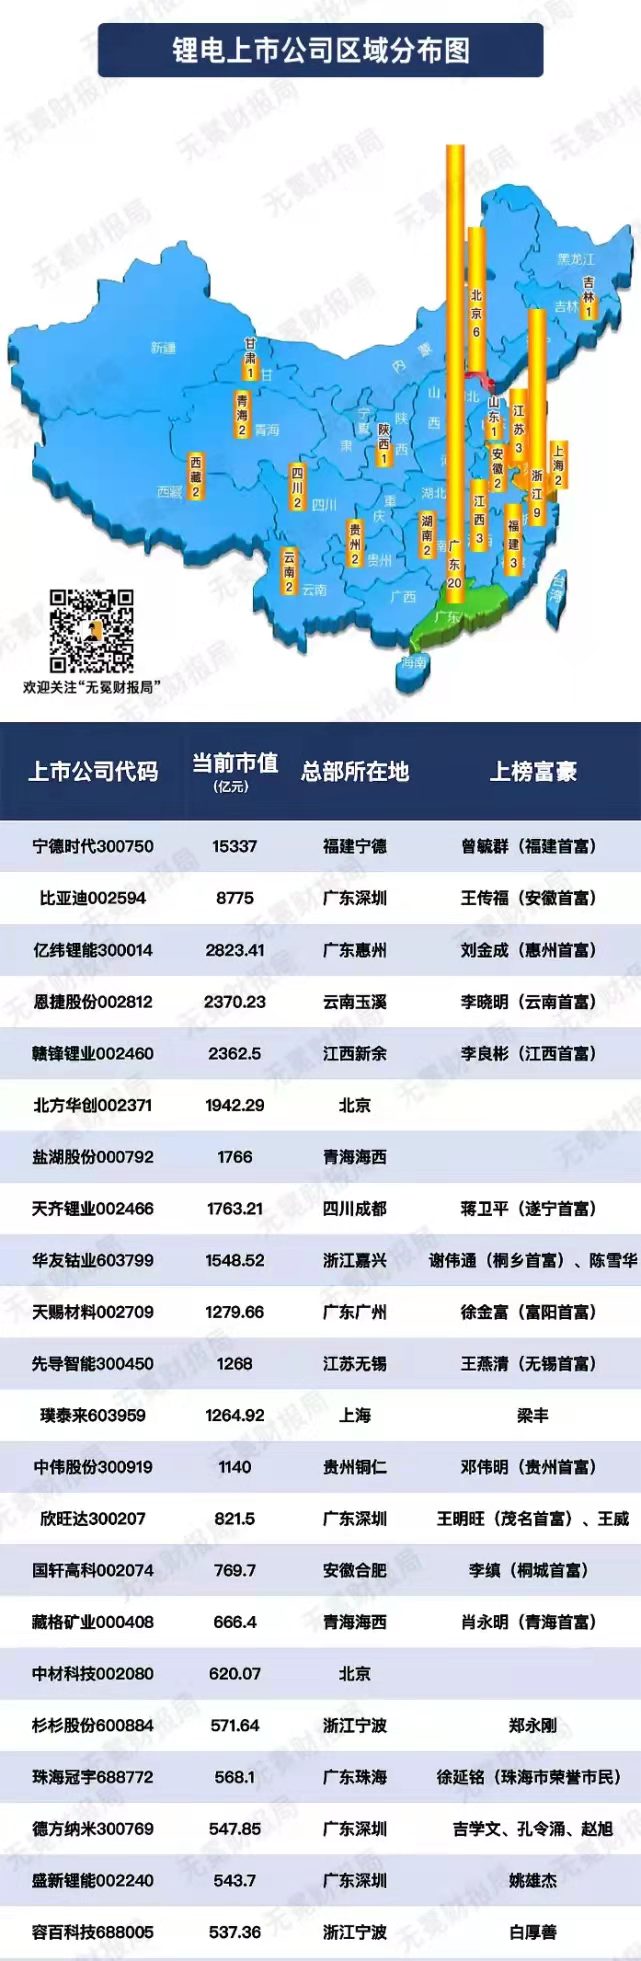 锂电上市公司区域分布图
黑龙江
吉林
吉林1
新疆
内蒙
北京6
甘肃1
甘
肃
青海2
青海
宁夏
陕西
陕西1
山西
北
山东1
江苏3
安徽2
上海2
浙江9
西藏2
西藏
四川2
四川
重庆
湖北
湖南2
江西3
福建3
贵州2
贵州
云南2
云南
广西
广东20
广东
海南
台湾
欢迎关注“无冕财报局”
上市公司代码 当前市值(亿元) 总部所在地 上榜富豪
宁德时代300750 15337 福建宁德 曾毓群（福建首富）
比亚迪002594 8775 广东深圳 王传福（安徽首富）
亿纬锂能300014 2823.41 广东惠州 刘金成（惠州首富）
恩捷股份002812 2370.23 云南玉溪 李晓明（云南首富）
赣锋锂业002460 2362.5 江西新余 李良彬（江西首富）
北方华创002371 1942.29 北京
盐湖股份000792 1766 青海海西
天齐锂业002466 1763.21 四川成都 蒋卫平（遂宁首富）
华友钴业603799 1548.52 浙江嘉兴 谢伟通（桐乡首富）、陈雪华
天赐材料002709 1279.66 广东广州 徐金富（富阳首富）
先导智能300450 1268 江苏无锡 王燕清（无锡首富）
璞泰来603959 1264.92 上海 梁丰
中伟股份300919 1140 贵州铜仁 邓伟明（贵州首富）
欣旺达300207 821.5 广东深圳 王明旺（茂名首富）、王威
国轩高科002074 769.7 安徽合肥 李缜（桐城首富）
藏格矿业000408 666.4 青海海西 肖永明（青海首富）
中材科技002080 620.07 北京
杉杉股份600884 571.64 浙江宁波 郑永刚
珠海冠宇688772 568.1 广东珠海 徐延铭（珠海市荣誉市民）
德方纳米300769 547.85 广东深圳 吉学文、孔令涌、赵旭
盛新锂能002240 543.7 广东深圳 姚雄杰
容百科技688005 537.36 浙江宁波 白厚善